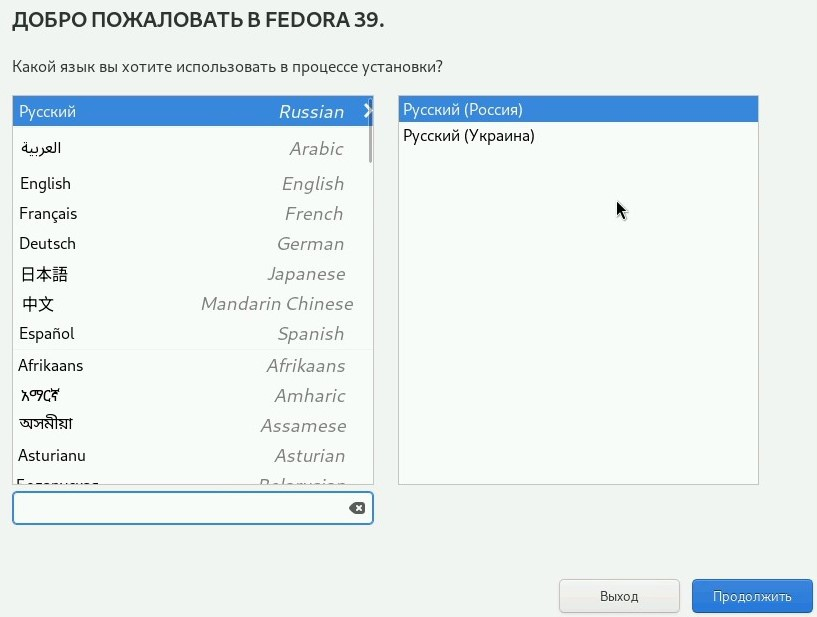 ДОБРО ПОЖАЛОВАТЬ В FEDORA 39.
Какой язык вы хотите использовать в процессе установки?
Русский Russian
العربية Arabic
English English
Français French
Deutsch German
日本語 Japanese
中文 Mandarin Chinese
Español Spanish
Afrikaans Afrikaans
አማርኛ Amharic
অসমীয়া Assamese
Asturianu Asturian
Беларуская Belarusian
Русский (Россия)
Русский (Украина)
Выход
Продолжить